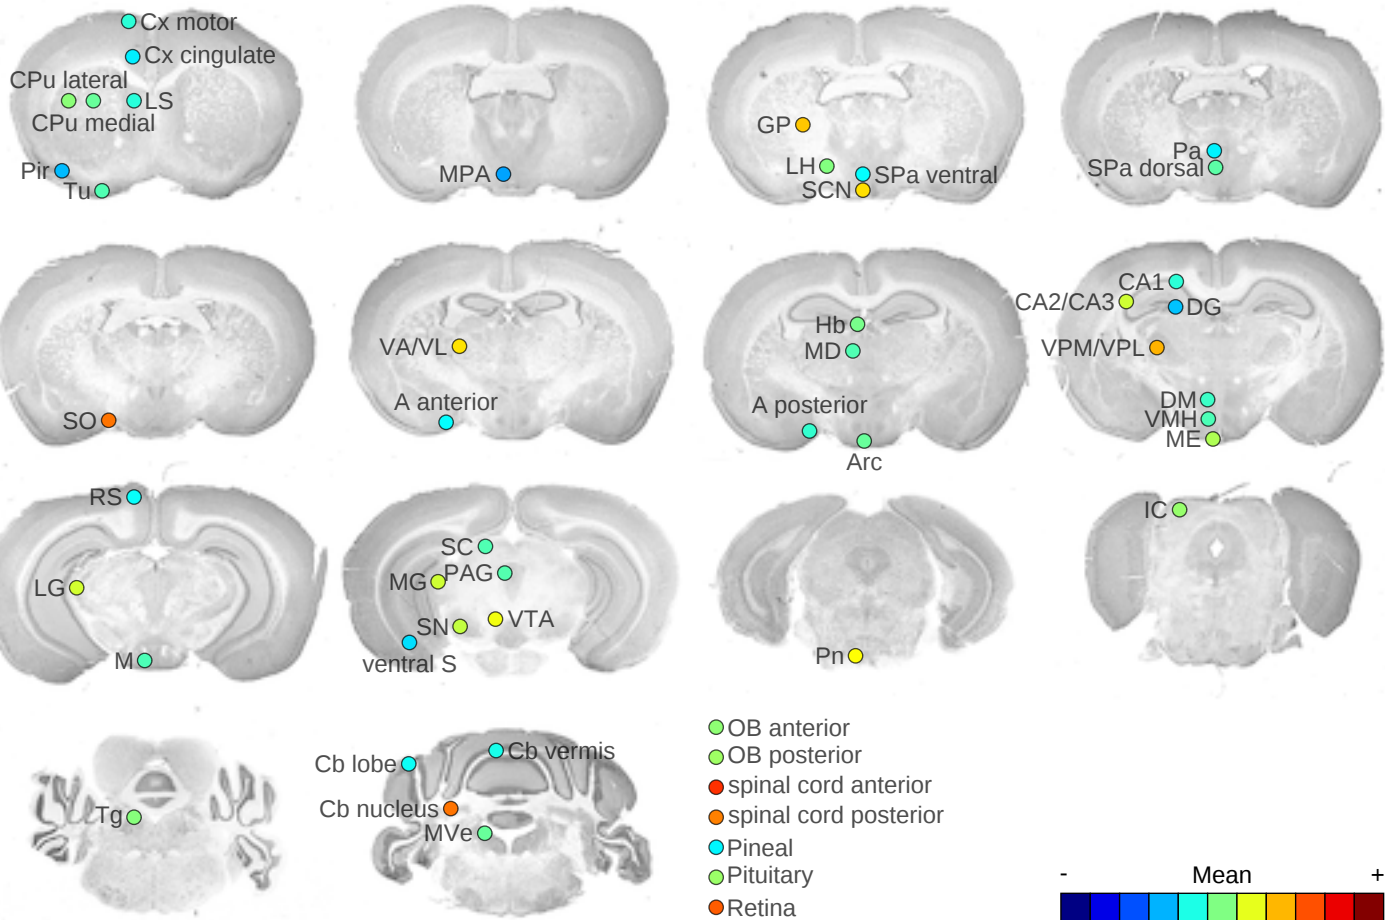 Cx motor
Cx cingulate
CPu lateral
LS
CPu medial
Pir
Tu
MPA
GP
LH
SPa ventral
SCN
Pa
SPa dorsal
SO
VA/VL
A anterior
Hb
MD
A posterior
Arc
CA1
CA2/CA3
DG
VPM/VPL
DM
VMH
ME
RS
LG
M
SC
PAG
MG
SN
VTA
ventral S
Pn
IC
Tg
Cb vermis
Cb lobe
Cb nucleus
MVe
OB anterior
OB posterior
spinal cord anterior
spinal cord posterior
Pineal
Pituitary
Retina
- Mean +